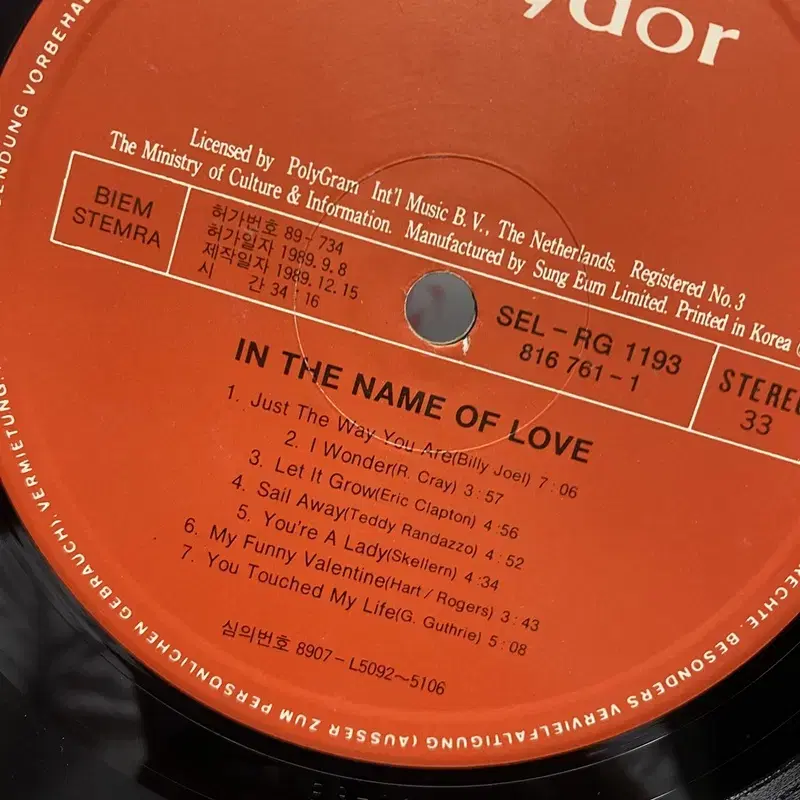 ydor
Licensed by PolyGram Int'l Music B.V., The Netherlands. Registered No.3
The Ministry of Culture & Information. Manufactured by Sung Eum Limited. Printed in Korea
BIEM
STEMRA
허가번호 89-734
허가일자 1989.9.8
제작일자 1989.12.15
시 간 34:16
SEL-RG 1193
816 761-1
STEREO
33
IN THE NAME OF LOVE
1. Just The Way You Are(Billy Joel) 7:06
2. I Wonder(R. Cray) 3:57
3. Let It Grow(Eric Clapton) 4:56
4. Sail Away(Teddy Randazzo) 4:52
5. You're A Lady(Skellern) 4:34
6. My Funny Valentine(Hart/Rogers) 3:43
7. You Touched My Life(G. Guthrie) 5:08
심의번호 8907-L5092~5106
RECHTE. BESONDERS VERVIELFÄLTIGUNG (AUSSER ZUM PERSÖNLICHEN GEBRAUCH), VERMIETUNG, SENDUNG VORBEHAL